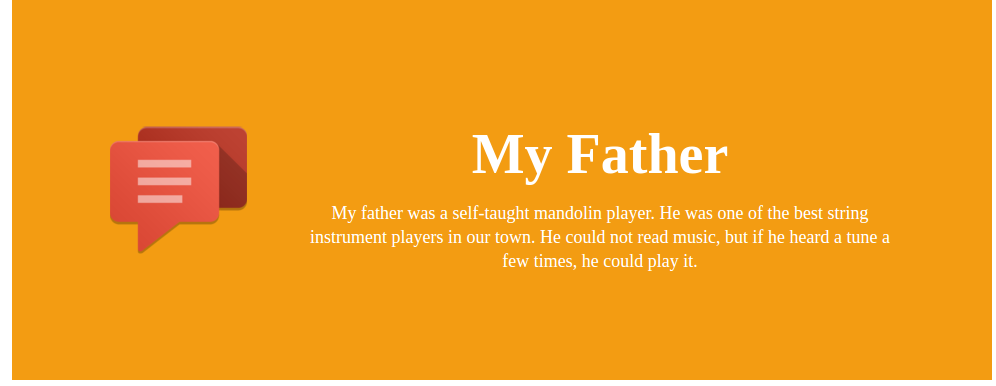 My Father
My father was a self-taught mandolin player. He was one of the best string
instrument players in our town. He could not read music, but if he heard a tune a
few times, he could play it.